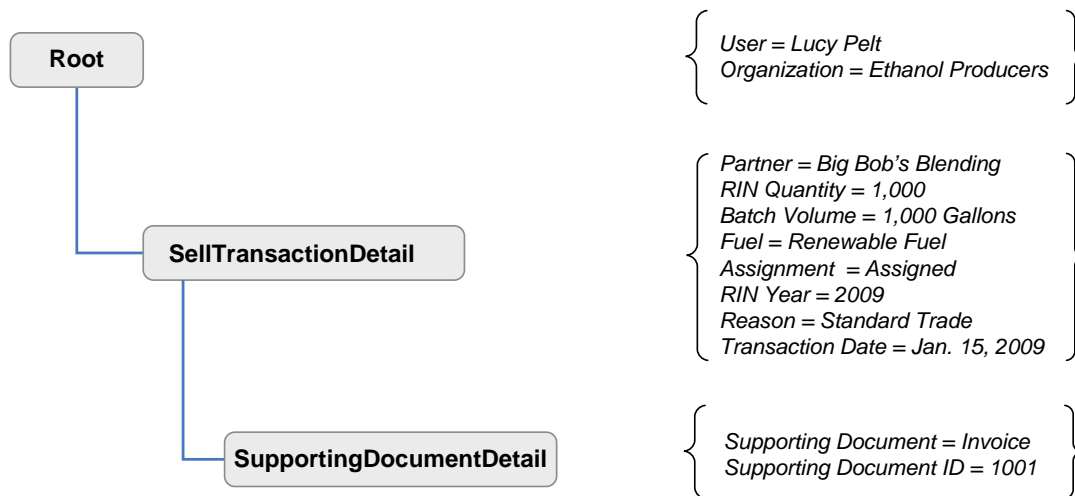 Root
User = Lucy Pelt
Organization = Ethanol Producers
SellTransactionDetail
Partner = Big Bob's Blending
RIN Quantity = 1,000
Batch Volume = 1,000 Gallons
Fuel = Renewable Fuel
Assignment = Assigned
RIN Year = 2009
Reason = Standard Trade
Transaction Date = Jan. 15, 2009
SupportingDocumentDetail
Supporting Document = Invoice
Supporting Document ID = 1001